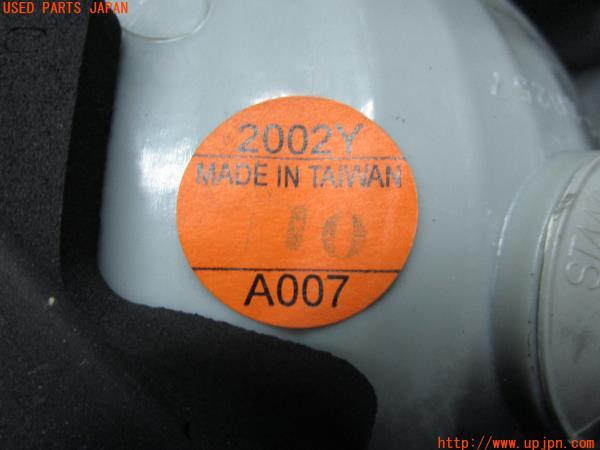 USED PARTS JAPAN
2002Y
MADE IN TAIWAN
10
A007
http://www.upjpn.com/